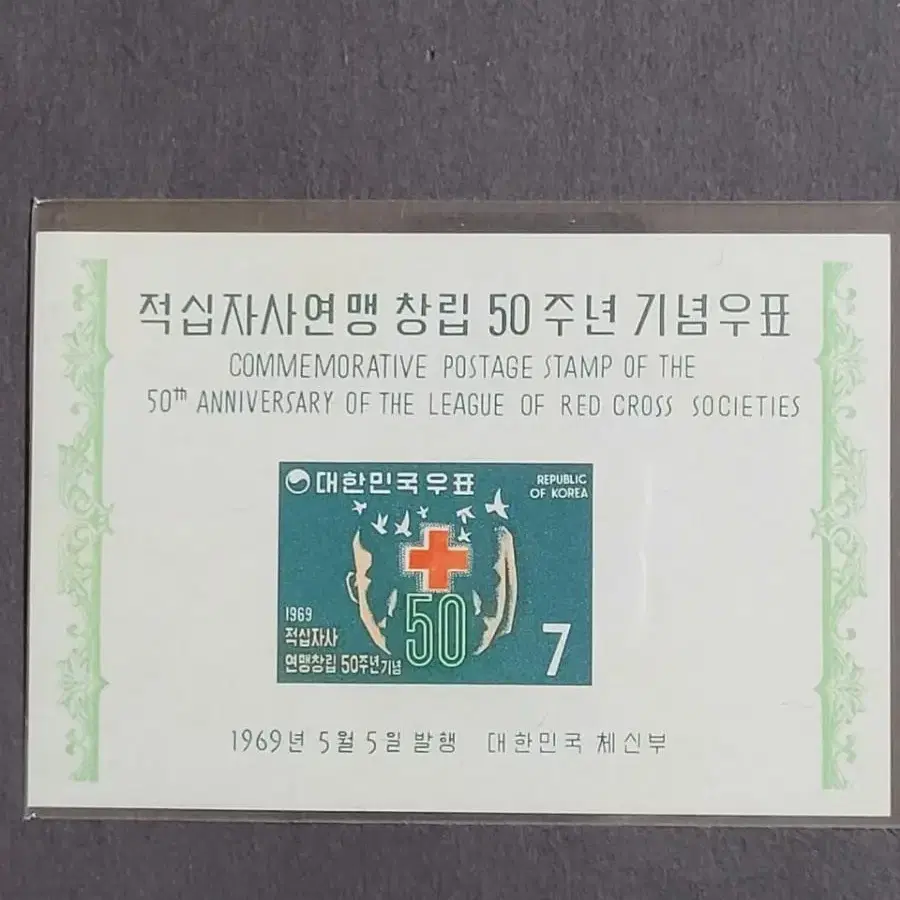 적십자사연맹 창립 50 주년 기념우표
COMMEMORATIVE POSTAGE STAMP OF THE
50th ANNIVERSARY OF THE LEAGUE OF RED CROSS SOCIETIES
대한민국우표
REPUBLIC
OF KOREA
50
1969
적십자사
연맹창립 50주년기념
7
1969년 5월 5일 발행 대한민국 체신부